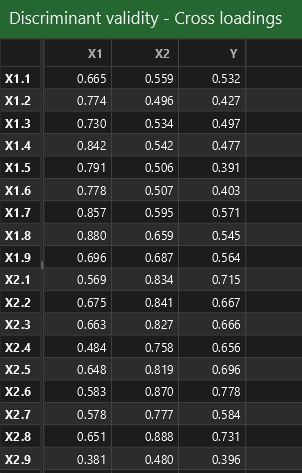 Discriminant validity - Cross loadings
X1 X2 Y
X1.1 0.665 0.559 0.532
X1.2 0.774 0.496 0.427
X1.3 0.730 0.534 0.497
X1.4 0.842 0.542 0.477
X1.5 0.791 0.506 0.391
X1.6 0.778 0.507 0.403
X1.7 0.857 0.595 0.571
X1.8 0.880 0.659 0.545
X1.9 0.696 0.687 0.564
X2.1 0.569 0.834 0.715
X2.2 0.675 0.841 0.667
X2.3 0.663 0.827 0.666
X2.4 0.484 0.758 0.656
X2.5 0.648 0.819 0.696
X2.6 0.583 0.870 0.778
X2.7 0.578 0.777 0.584
X2.8 0.651 0.888 0.731
X2.9 0.381 0.480 0.396